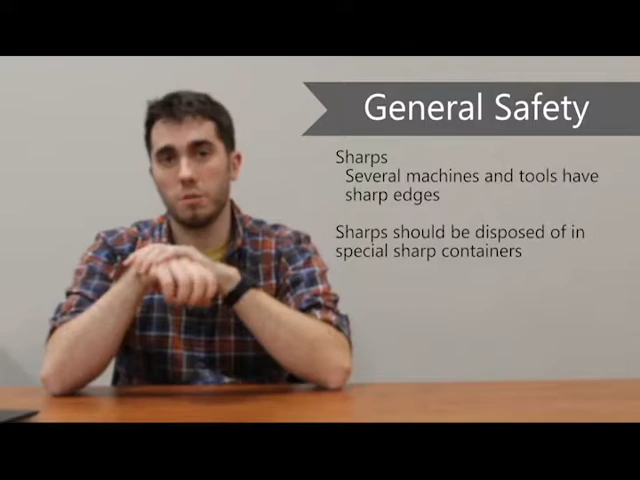 General Safety
Sharps
Several machines and tools have
sharp edges
Sharps should be disposed of in
special sharp containers